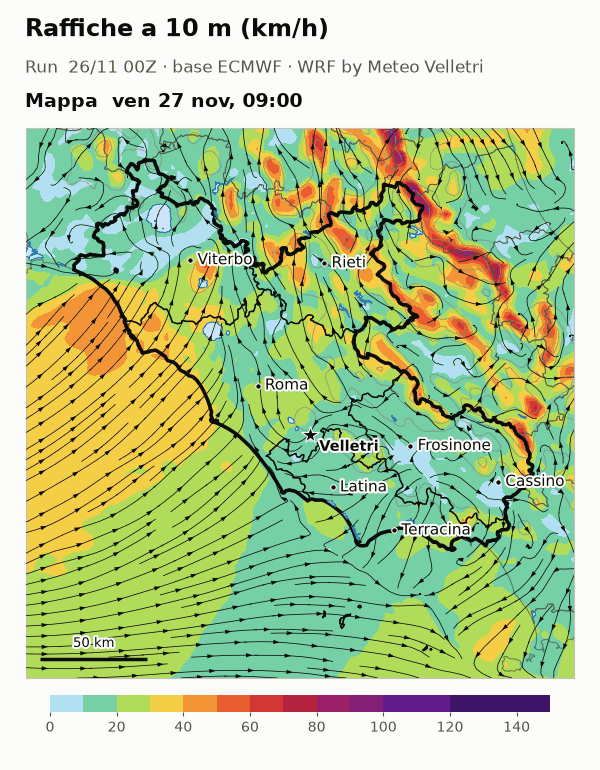 Raffiche a 10 m (km/h)
Run  26/11 00Z · base ECMWF · WRF by Meteo Velletri
Mappa  ven 27 nov, 09:00
Viterbo
Rieti
Roma
Velletri
Frosinone
Cassino
Latina
Terracina
50 km
0 20 40 60 80 100 120 140